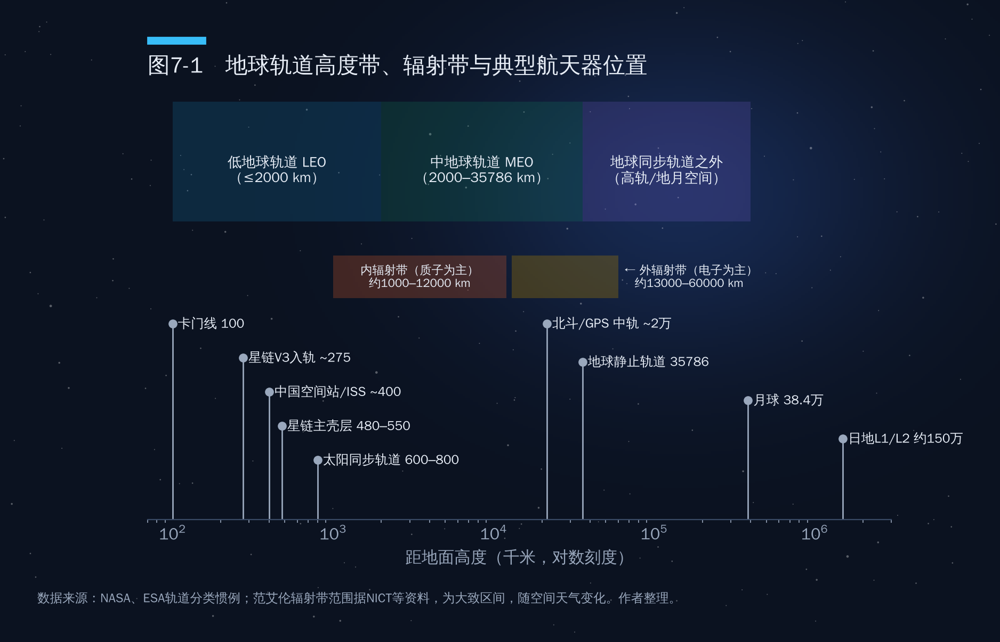 图7-1 地球轨道高度带、辐射带与典型航天器位置
低地球轨道 LEO
（≤2000 km）
中地球轨道 MEO
（2000–35786 km）
地球同步轨道之外
（高轨/地月空间）
内辐射带（质子为主）
约1000–12000 km
← 外辐射带（电子为主）
约13000–60000 km
卡门线 100
北斗/GPS 中轨 ~2万
星链V3入轨 ~275
地球静止轨道 35786
中国空间站/ISS ~400
月球 38.4万
星链主壳层 480–550
日地L1/L2 约150万
太阳同步轨道 600–800
10² 10³ 10⁴ 10⁵ 10⁶
距地面高度（千米，对数刻度）
数据来源：NASA、ESA轨道分类惯例；范艾伦辐射带范围据NICT等资料，为大致区间，随空间天气变化。作者整理。